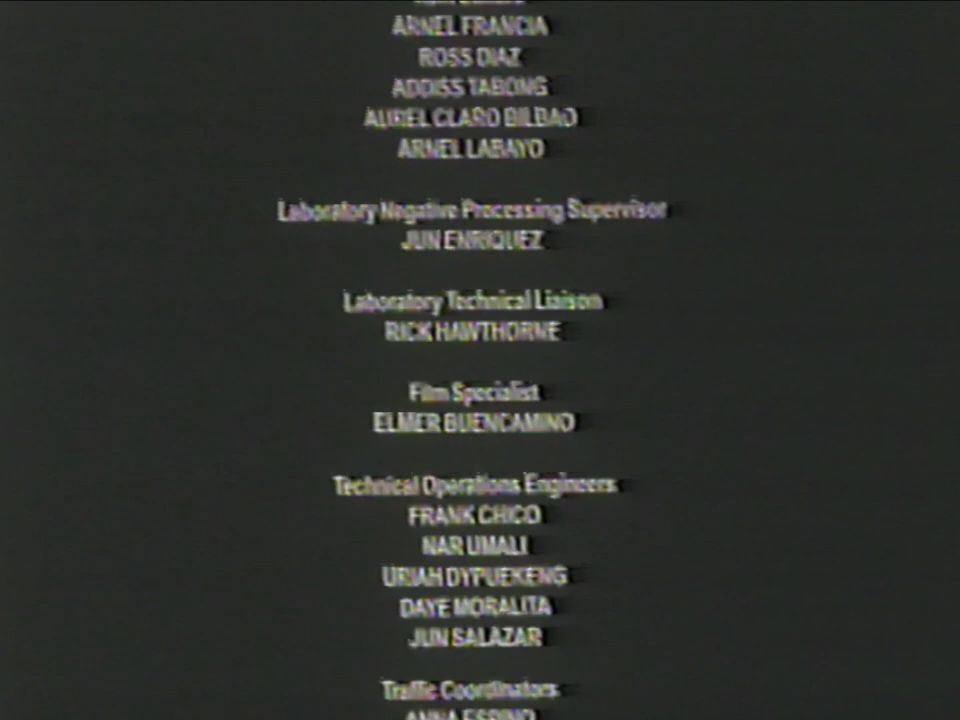 ARNEL FRANCIA
ROSS DIAZ
ADDISS TABONG
AUREL CLARO BILBAO
ARNEL LABAYO
Laboratory Negative Processing Supervisor
JUN ENRIQUEZ
Laboratory Technical Liaison
RICK HAWTHORNE
Film Specialist
ELMER BUENCAMINO
Technical Operations Engineers
FRANK CHICO
NAR UMALI
URIAH DYPUEKENG
DAYE MORALITA
JUN SALAZAR
Traffic Coordinators
ANNA ESPINO